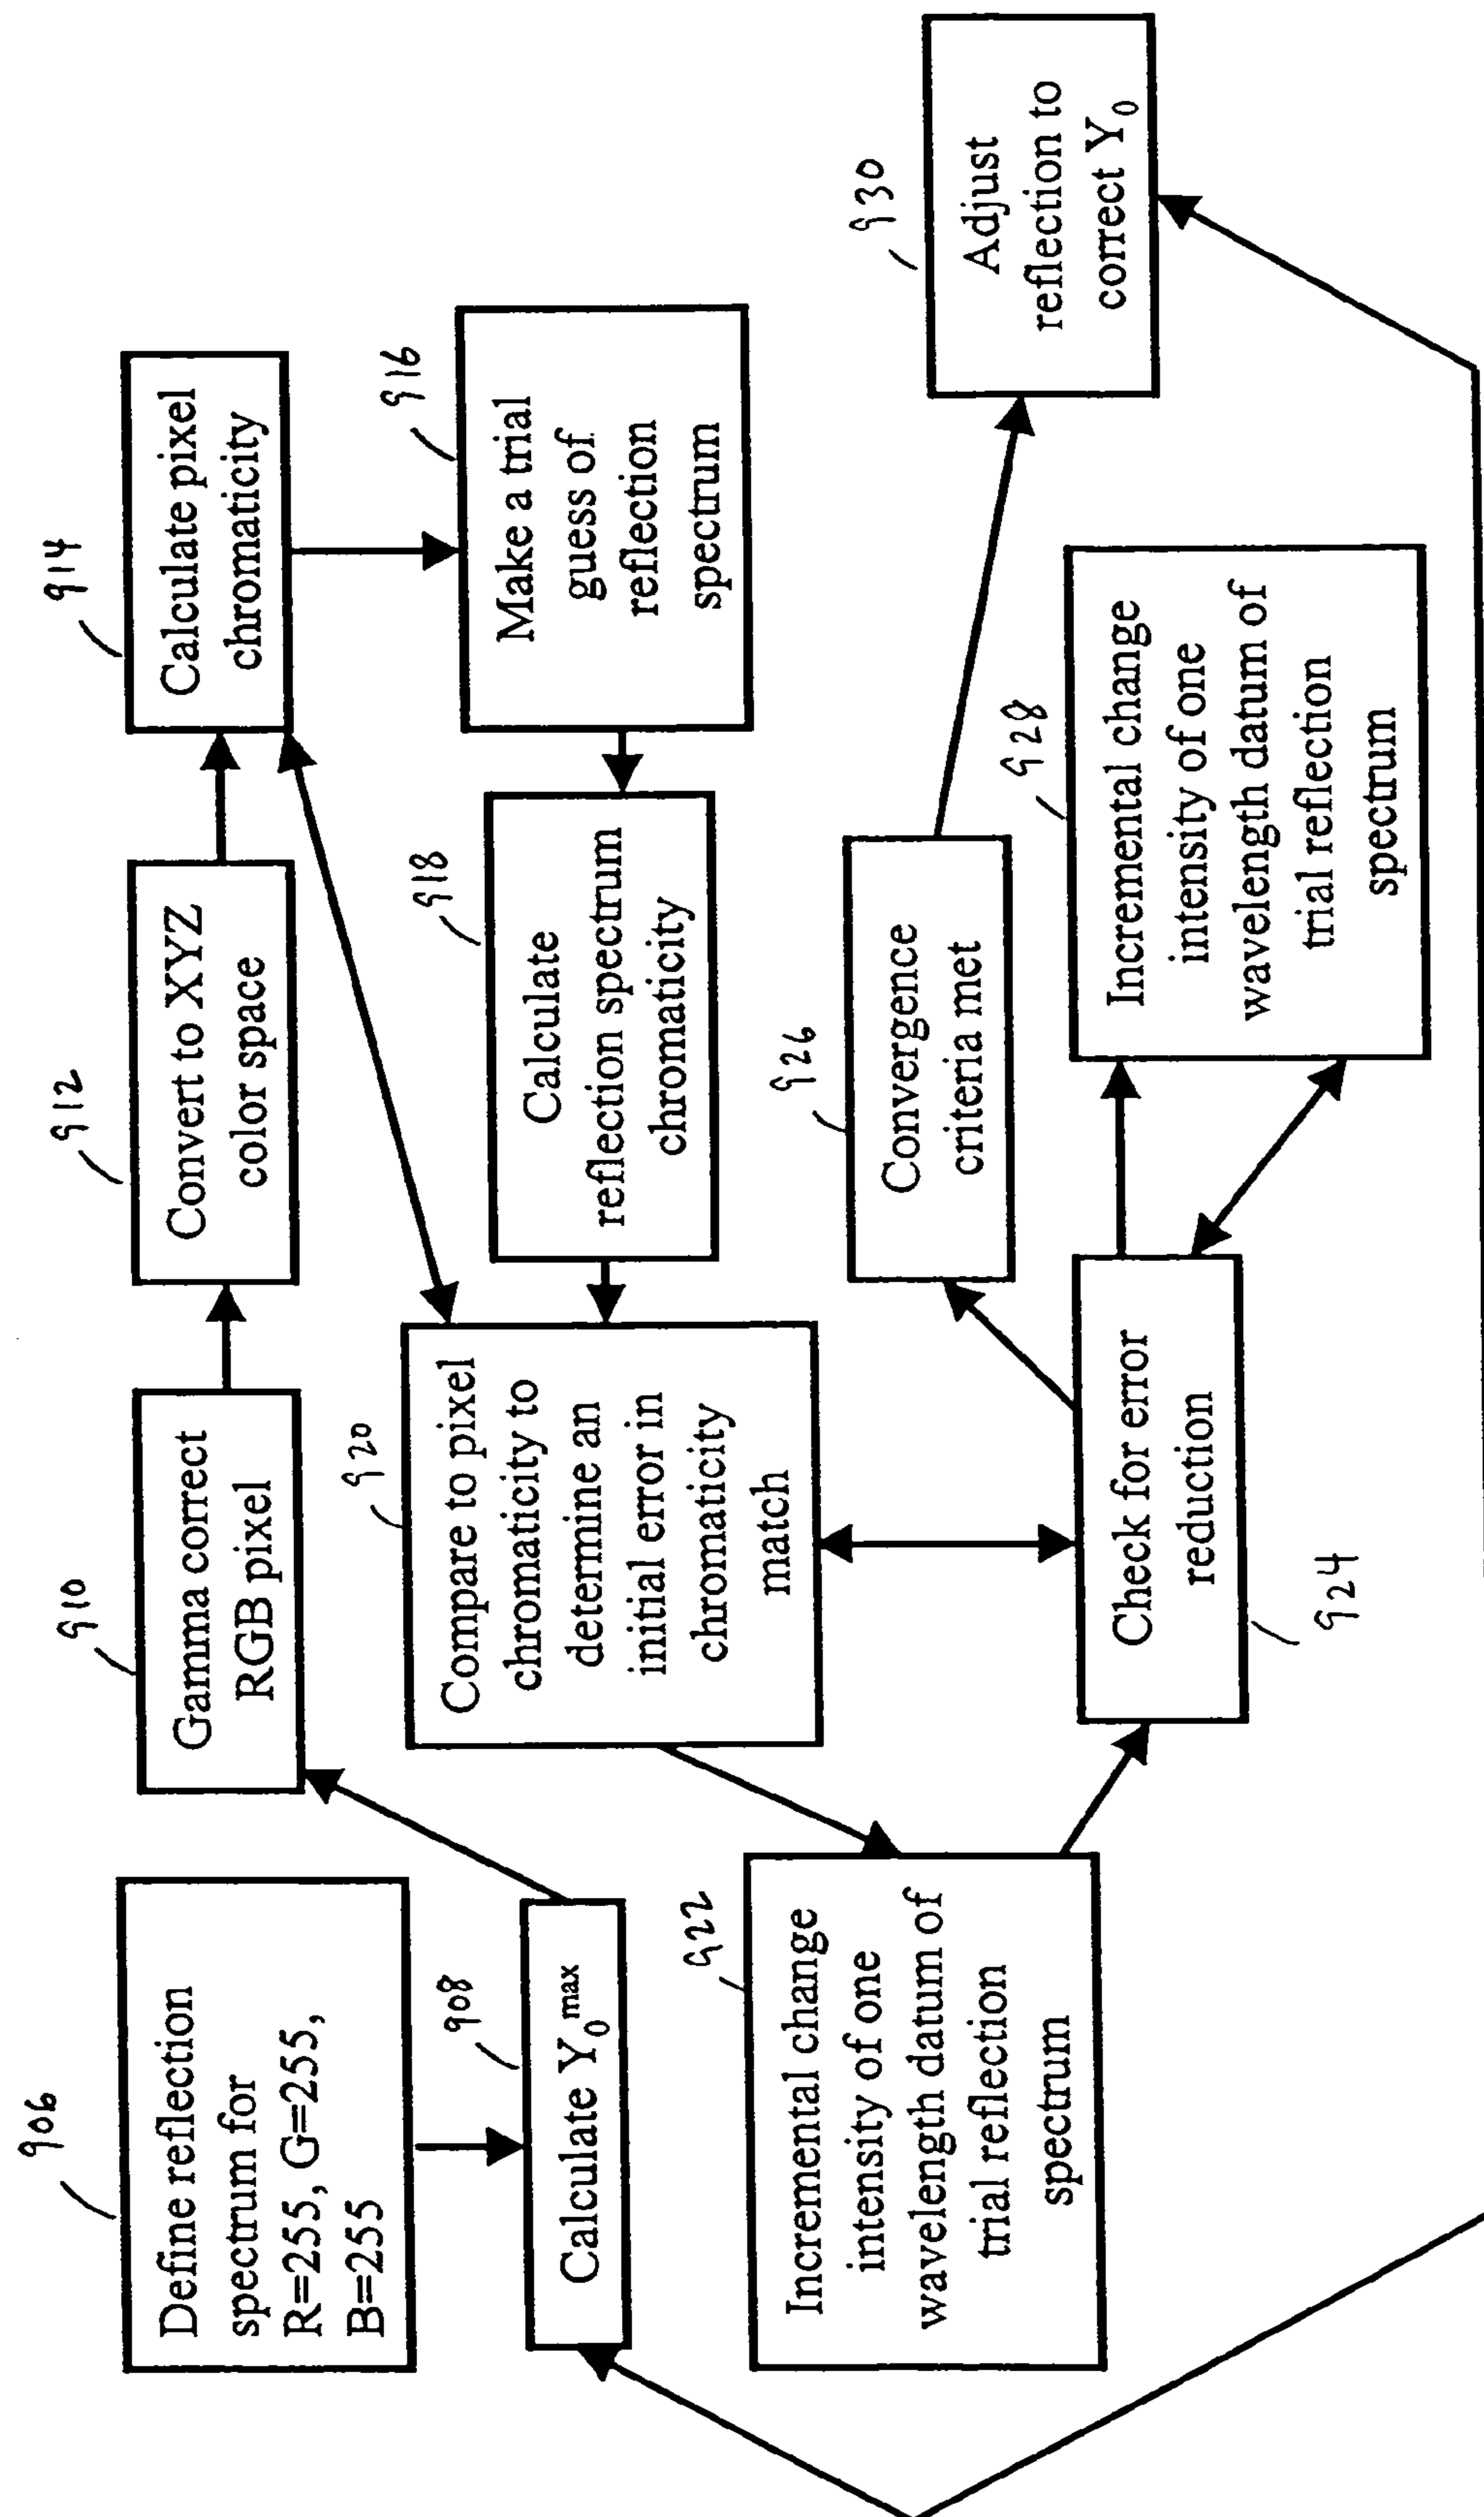 906
Define reflection
spectrum for
R=255, G=255,
B=255
908
Calculate Y0 max
910
Gamma correct
RGB pixel
912
Convert to XYZ
color space
914
Calculate pixel
chromaticity
916
Make a trial
guess of
reflection
spectrum
918
Calculate
reflection spectrum
chromaticity
920
Compare to pixel
chromaticity to
determine an
initial error in
chromaticity
match
922
Incremental change
intensity of one
wavelength datum of
trial reflection
spectrum
924
Check for error
reduction
926
Convergence
criteria met
928
Incremental change
intensity of one
wavelength datum of
trial reflection
spectrum
930
Adjust
reflection to
correct Y0